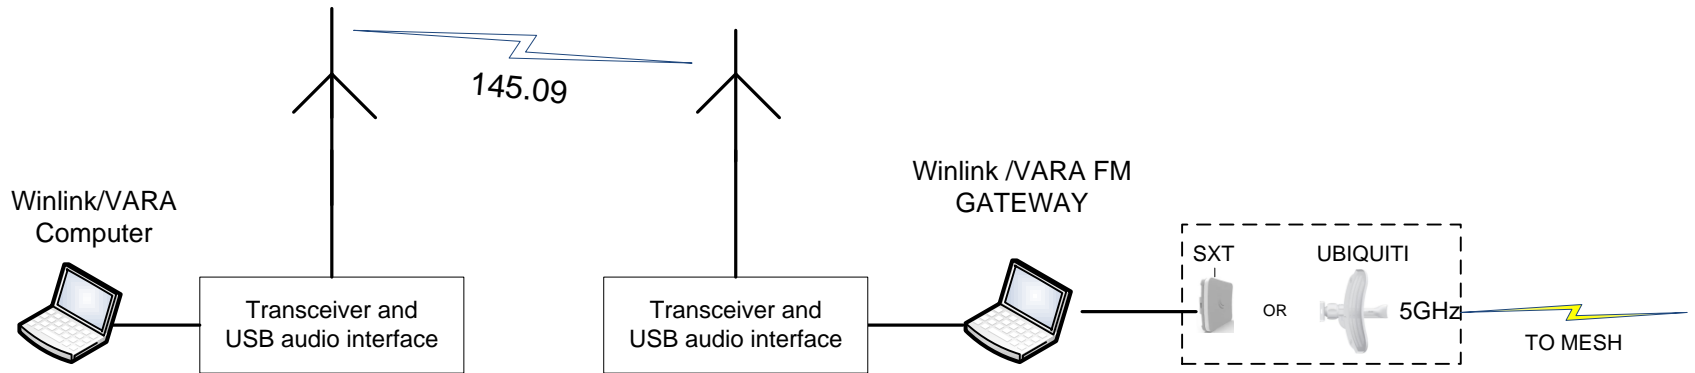 145.09
Winlink/VARA
Computer
Transceiver and
USB audio interface
Transceiver and
USB audio interface
Winlink /VARA FM
GATEWAY
SXT
OR
UBIQUITI
5GHz
TO MESH